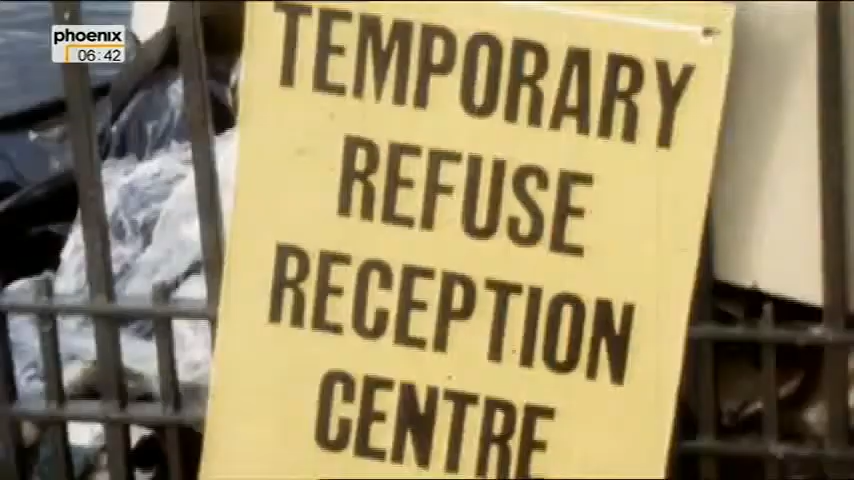 phoenix
06:42
TEMPORARY
REFUSE
RECEPTION
CENTRE